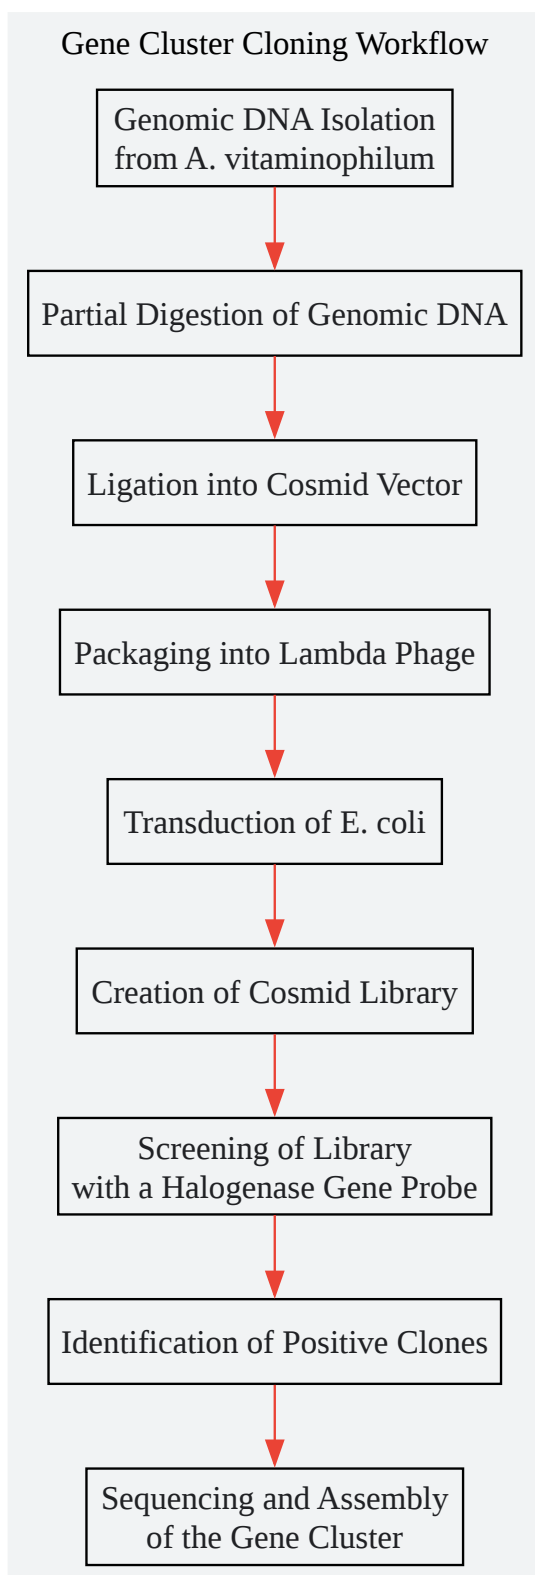 Gene Cluster Cloning Workflow
Genomic DNA Isolation
from A. vitaminophilum
Partial Digestion of Genomic DNA
Ligation into Cosmid Vector
Packaging into Lambda Phage
Transduction of E. coli
Creation of Cosmid Library
Screening of Library
with a Halogenase Gene Probe
Identification of Positive Clones
Sequencing and Assembly
of the Gene Cluster